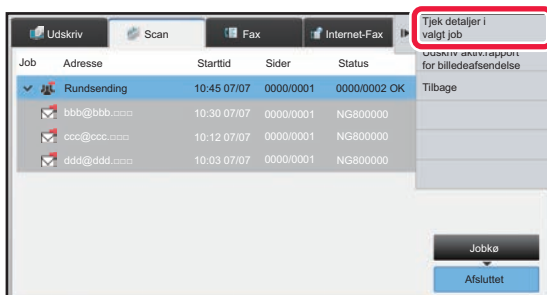 Udskriv Scan Fax Internet-Fax
Tjek detaljer i
valgt job
Udskriv aktiv.rapport
for billedeafsendelse
Tilbage
Job Adresse Starttid Sider Status
Rundsending 10:45 07/07 0000/0001 0000/0002 OK
bbb@bbb.□□□ 10:30 07/07 0000/0001 NG800000
ccc@ccc.□□□ 10:12 07/07 0000/0001 NG800000
ddd@ddd.□□□ 10:03 07/07 0000/0001 NG800000
Jobkø
Afsluttet